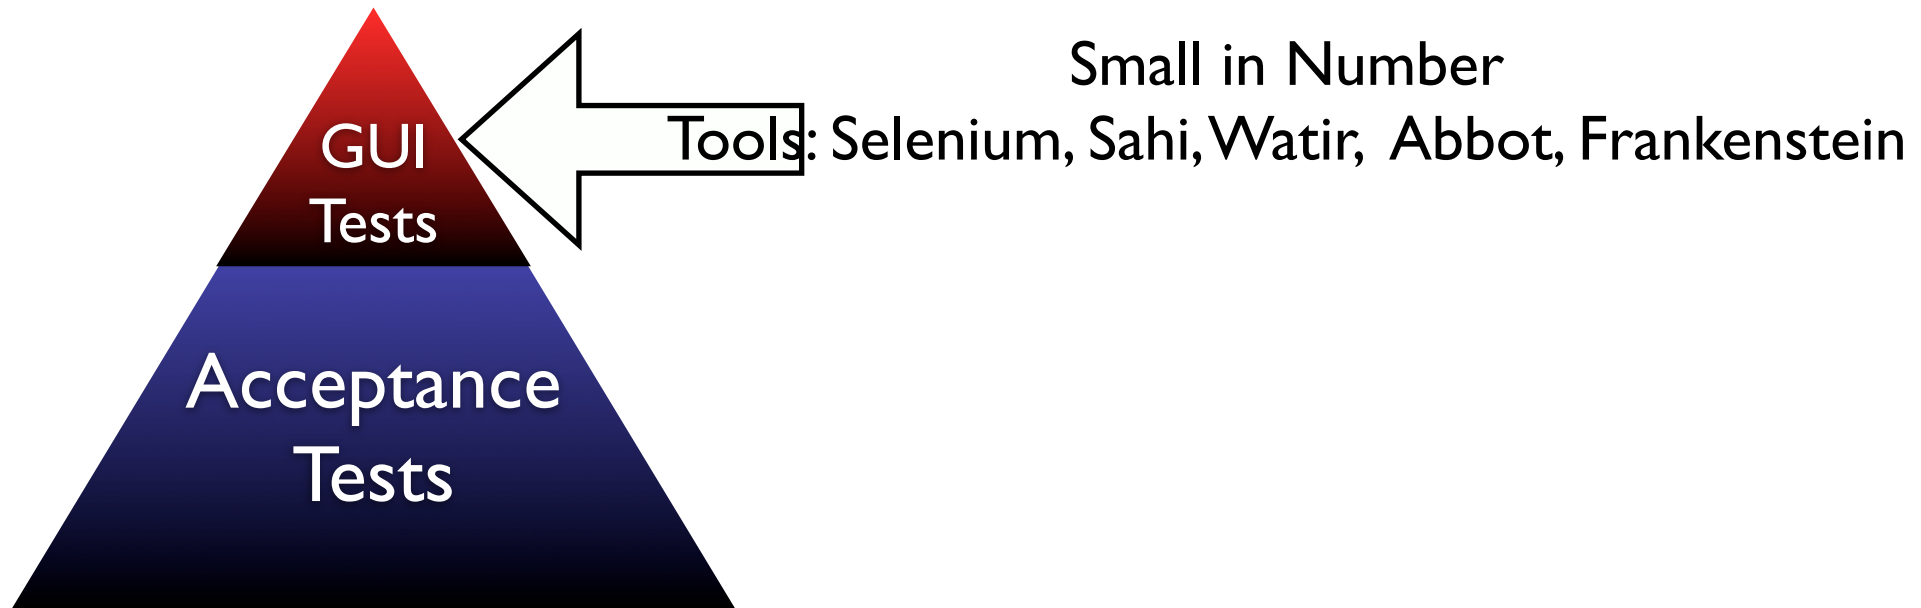 Small in Number
Tools: Selenium, Sahi, Watir, Abbot, Frankenstein
GUI
Tests
Acceptance
Tests